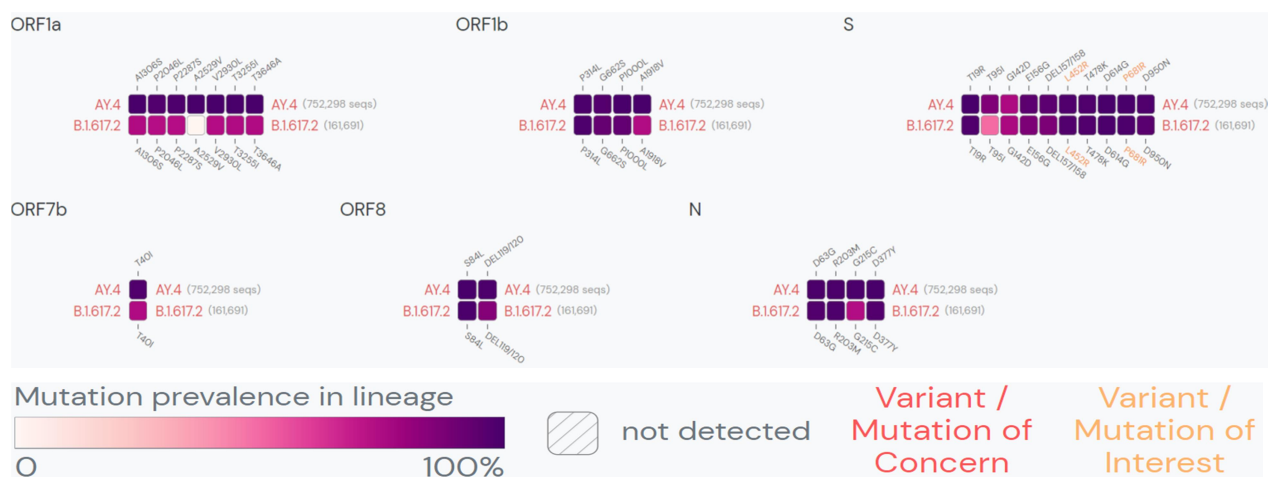 ORF1a
ORF1b
S
A1306S P2046L P2287S A2529V V2930L T3255I T3646A
P314L G662S P1000L A1918V
T19R T95I G142D E156G DEL157/158 L452R T478K D614G P681R D950N
AY.4 AY.4 (752,298 seqs) AY.4 AY.4 (752,298 seqs) AY.4 AY.4 (752,298 seqs)
B.1.617.2 B.1.617.2 (161,691) B.1.617.2 B.1.617.2 (161,691) B.1.617.2 B.1.617.2 (161,691)
A1306S P2046L P2287S A2529V V2930L T3255I T3646A
P314L G662S P1000L A1918V
T19R T95I G142D E156G DEL157/158 L452R T478K D614G P681R D950N
ORF7b
ORF8
N
T40I
S84L DEL119/120
D63G R203M G215C D377Y
AY.4 AY.4 (752,298 seqs) AY.4 AY.4 (752,298 seqs) AY.4 AY.4 (752,298 seqs)
B.1.617.2 B.1.617.2 (161,691) B.1.617.2 B.1.617.2 (161,691) B.1.617.2 B.1.617.2 (161,691)
T40I
S84L DEL119/120
D63G R203M G215C D377Y
Mutation prevalence in lineage
0 100%
not detected
Variant /
Mutation of
Concern
Variant /
Mutation of
Interest